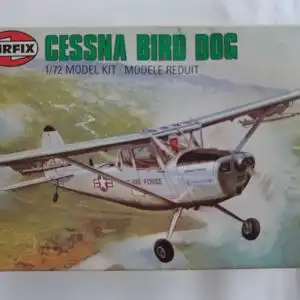 AIRFIX
CESSNA BIRD DOG
1/72 MODEL KIT · MODELE REDUIT
AIR FORCE